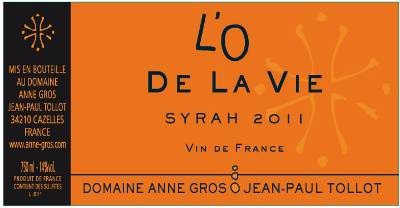 MIS EN BOUTEILLE
AU DOMAINE
ANNE GROS
JEAN-PAUL TOLLOT
34210 CAZELLES
FRANCE
www.anne-gros.com
750 ml - 14%vol.
PRODUIT DE FRANCE
CONTIENT DES SULFITES
L'O
DE LA VIE
SYRAH 2011
VIN DE FRANCE
DOMAINE ANNE GROS & JEAN-PAUL TOLLOT